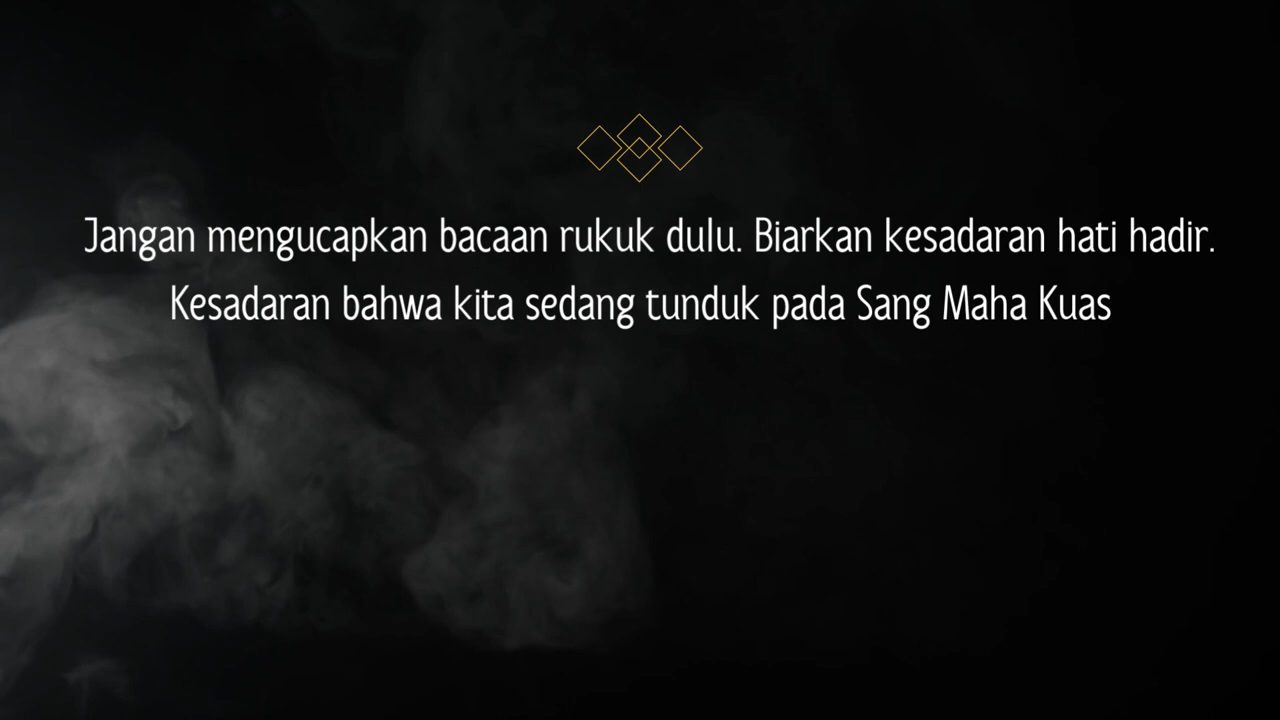 Jangan mengucapkan bacaan rukuk dulu. Biarkan kesadaran hati hadir.
Kesadaran bahwa kita sedang tunduk pada Sang Maha Kuas